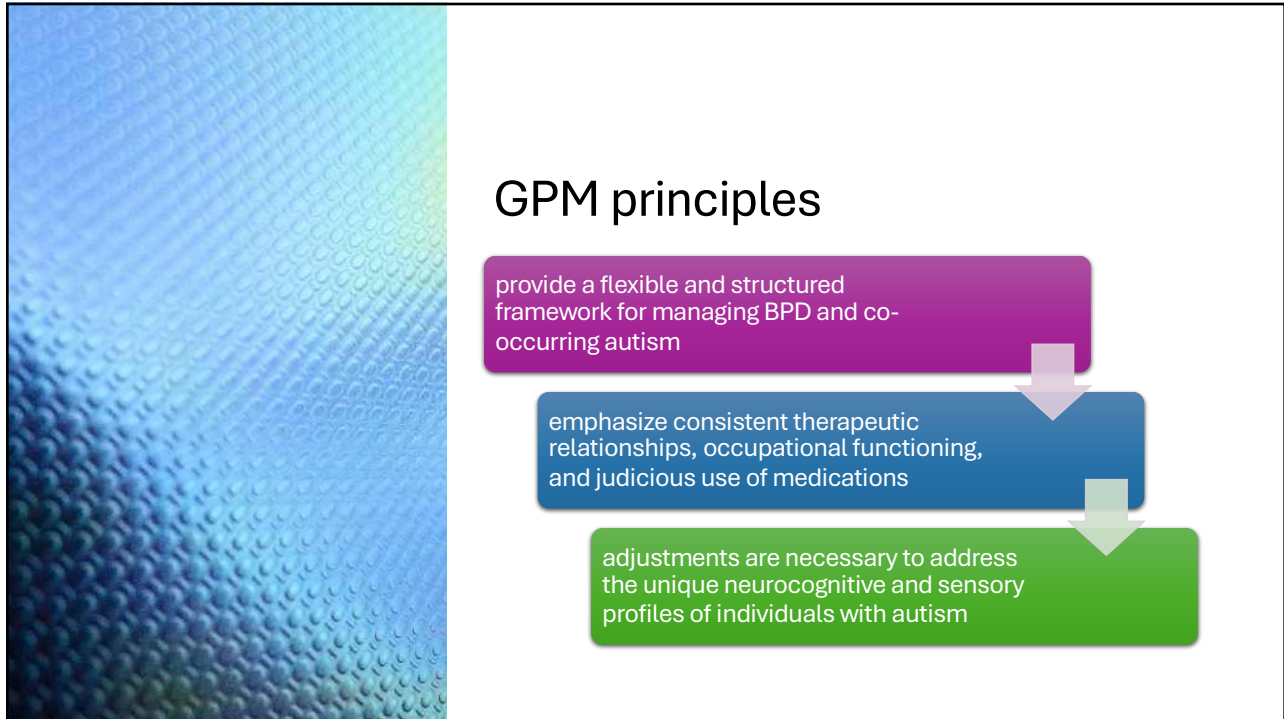 GPM principles
provide a flexible and structured
framework for managing BPD and co-
occurring autism
emphasize consistent therapeutic
relationships, occupational functioning,
and judicious use of medications
adjustments are necessary to address
the unique neurocognitive and sensory
profiles of individuals with autism